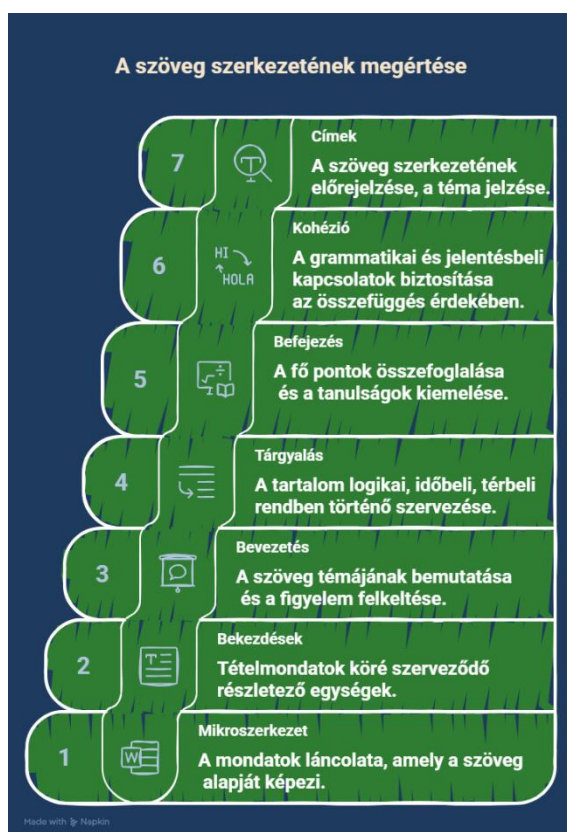 A szöveg szerkezetének megértése
7
Címek
A szöveg szerkezetének
előrejelzése, a téma jelzése.
6
HI
HOLA
Kohézió
A grammatikai és jelentésbeli
kapcsolatok biztosítása
az összefüggés érdekében.
5
Befejezés
A fő pontok összefoglalása
és a tanulságok kiemelése.
4
Tárgyalás
A tartalom logikai, időbeli, térbeli
rendben történő szervezése.
3
Bevezetés
A szöveg témájának bemutatása
és a figyelem felkeltése.
2
Bekezdések
Tételmondatok köré szerveződő
részletező egységek.
1
Mikroszerkezet
A mondatok láncolata, amely a szöveg
alapját képezi.
Made with Napkin